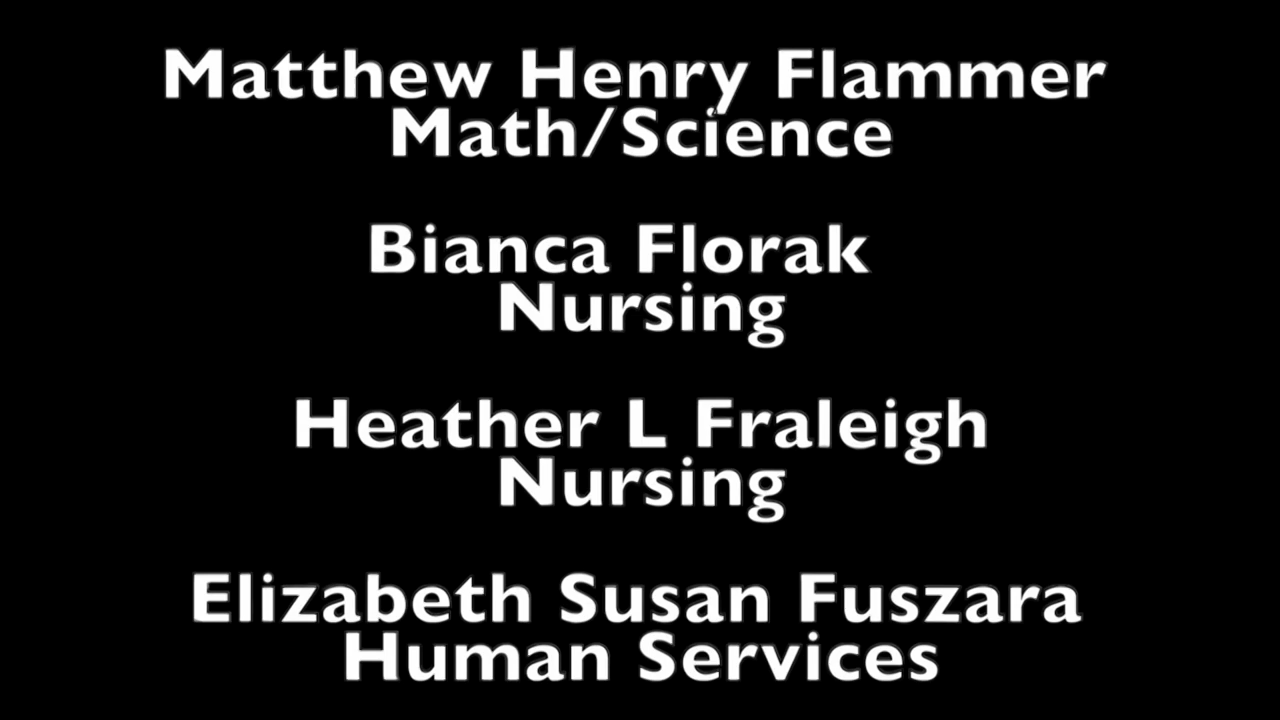 Matthew Henry Flammer
Math/Science
Bianca Florak
Nursing
Heather L Fraleigh
Nursing
Elizabeth Susan Fuszara
Human Services